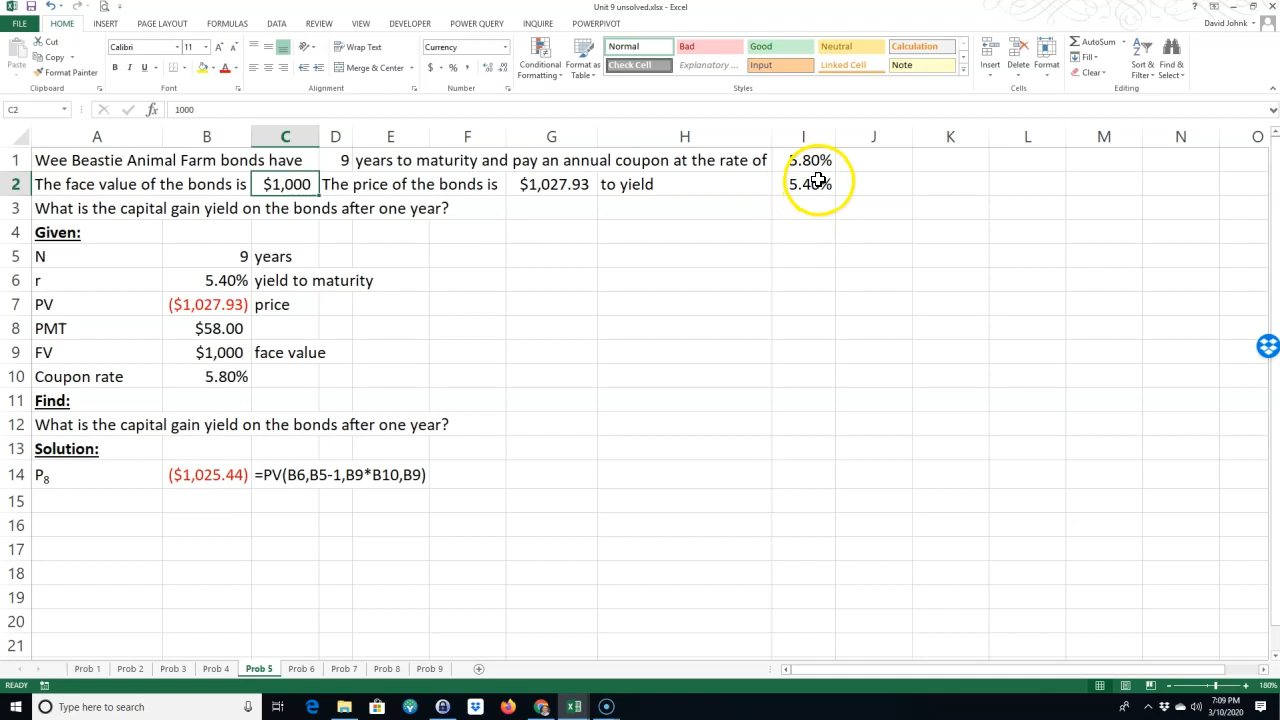 Unit 9 unsolved.xlsx - Excel
FILE HOME INSERT PAGE LAYOUT FORMULAS DATA REVIEW VIEW DEVELOPER POWER QUERY INQUIRE POWERPIVOT David Johnk
Cut
Copy
Format Painter
Paste
Clipboard
Calibri 11
B I U
Font
Wrap Text
Merge & Center
Alignment
Currency
$ % ,
Number
Conditional Formatting
Format as Table
Normal Bad Good Neutral Calculation
Check Cell Explanatory ... Input Linked Cell Note
Styles
Insert Delete Format
Cells
AutoSum
Fill
Clear
Sort & Filter
Find & Select
Editing
C2 fx 1000
A B C D E F G H I J K L M N O
1 Wee Beastie Animal Farm bonds have 9 years to maturity and pay an annual coupon at the rate of 5.80%
2 The face value of the bonds is $1,000 The price of the bonds is $1,027.93 to yield 5.40%
3 What is the capital gain yield on the bonds after one year?
4 Given:
5 N 9 years
6 r 5.40% yield to maturity
7 PV ($1,027.93) price
8 PMT $58.00
9 FV $1,000 face value
10 Coupon rate 5.80%
11 Find:
12 What is the capital gain yield on the bonds after one year?
13 Solution:
14 P8 ($1,025.44) =PV(B6,B5-1,B9*B10,B9)
15
16
17
18
19
20
21
Prob 1 Prob 2 Prob 3 Prob 4 Prob 5 Prob 6 Prob 7 Prob 8 Prob 9
READY 180%
Type here to search
7:09 PM
3/10/2020